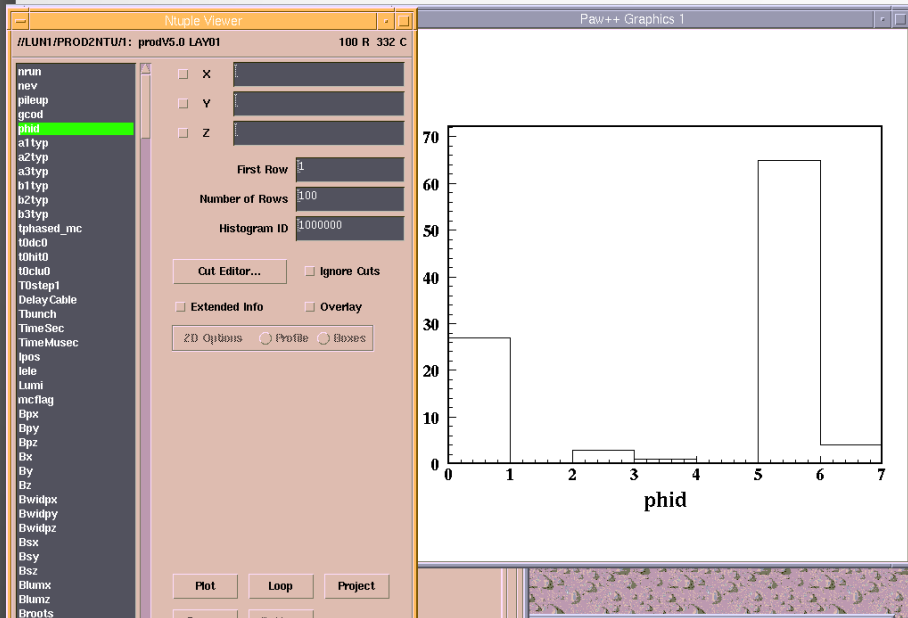 Ntuple Viewer
//LUN1/PROD2NTU/1: prodV5.0 LAY01 100 R 332 C
nrun
nev
pileup
gcod
phid
a1typ
a2typ
a3typ
b1typ
b2typ
b3typ
tphased_mc
t0dc0
t0hit0
t0clu0
T0step1
DelayCable
Tbunch
TimeSec
TimeMusec
Ipos
Iele
Lumi
mcflag
Bpx
Bpy
Bpz
Bx
By
Bz
Bwidpx
Bwidpy
Bwidpz
Bsx
Bsy
Bsz
Blumx
Blumz
Broots
X
Y
Z
First Row 1
Number of Rows 100
Histogram ID 1000000
Cut Editor... Ignore Cuts
Extended Info Overlay
2D Options Profile Boxes
Plot Loop Project
Paw++ Graphics 1
70
60
50
40
30
20
10
0
0 1 2 3 4 5 6 7
phid